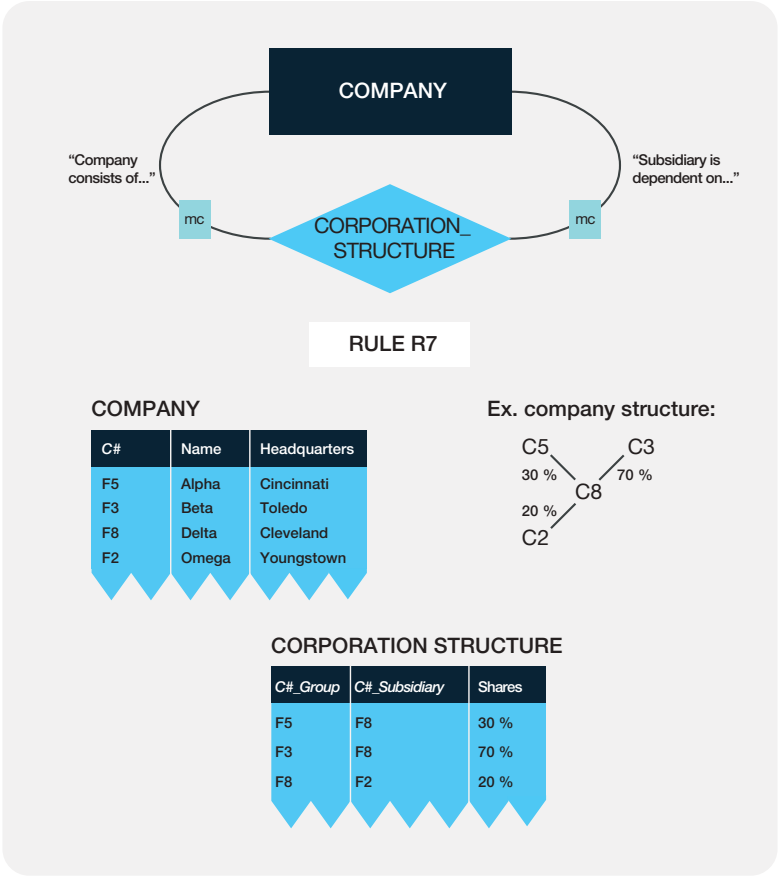 COMPANY
“Company
consists of...”
“Subsidiary is
dependent on...”
mc
mc
CORPORATION_
STRUCTURE
RULE R7
COMPANY
C# Name Headquarters
F5 Alpha Cincinnati
F3 Beta Toledo
F8 Delta Cleveland
F2 Omega Youngstown
Ex. company structure:
C5 C3
30 % 70 %
C8
20 %
C2
CORPORATION STRUCTURE
C#_Group C#_Subsidiary Shares
F5 F8 30 %
F3 F8 70 %
F8 F2 20 %